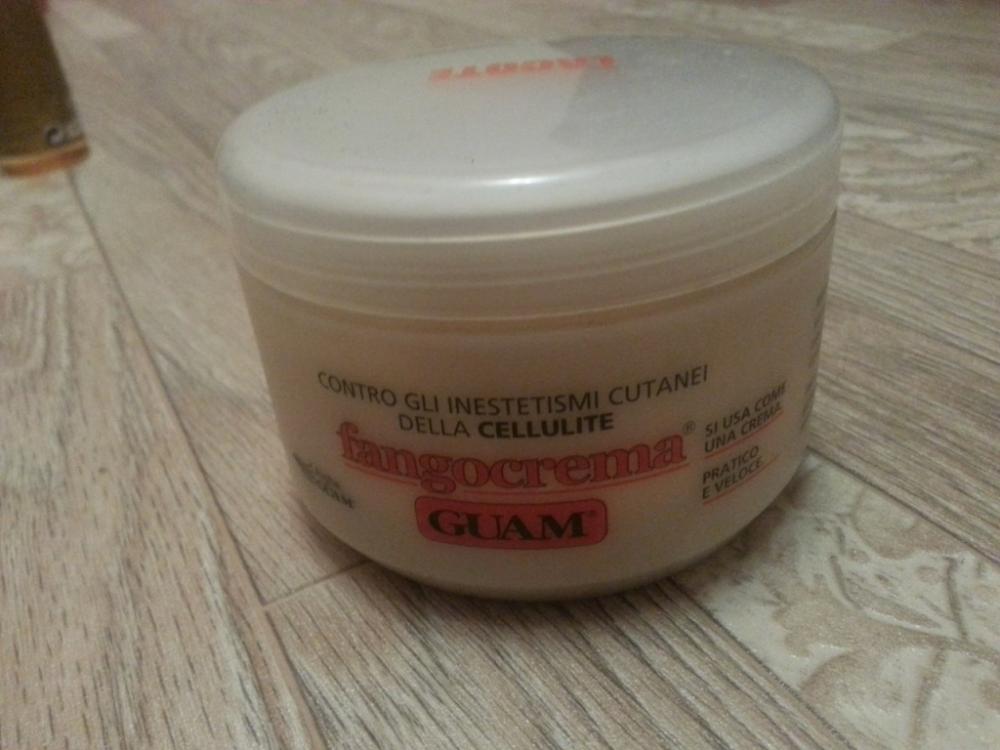 CONTRO GLI INESTETISMI CUTANEI
DELLA CELLULITE
fangocrema®
GUAM®
SI USA COME
UNA CREMA
PRATICO
E VELOCE